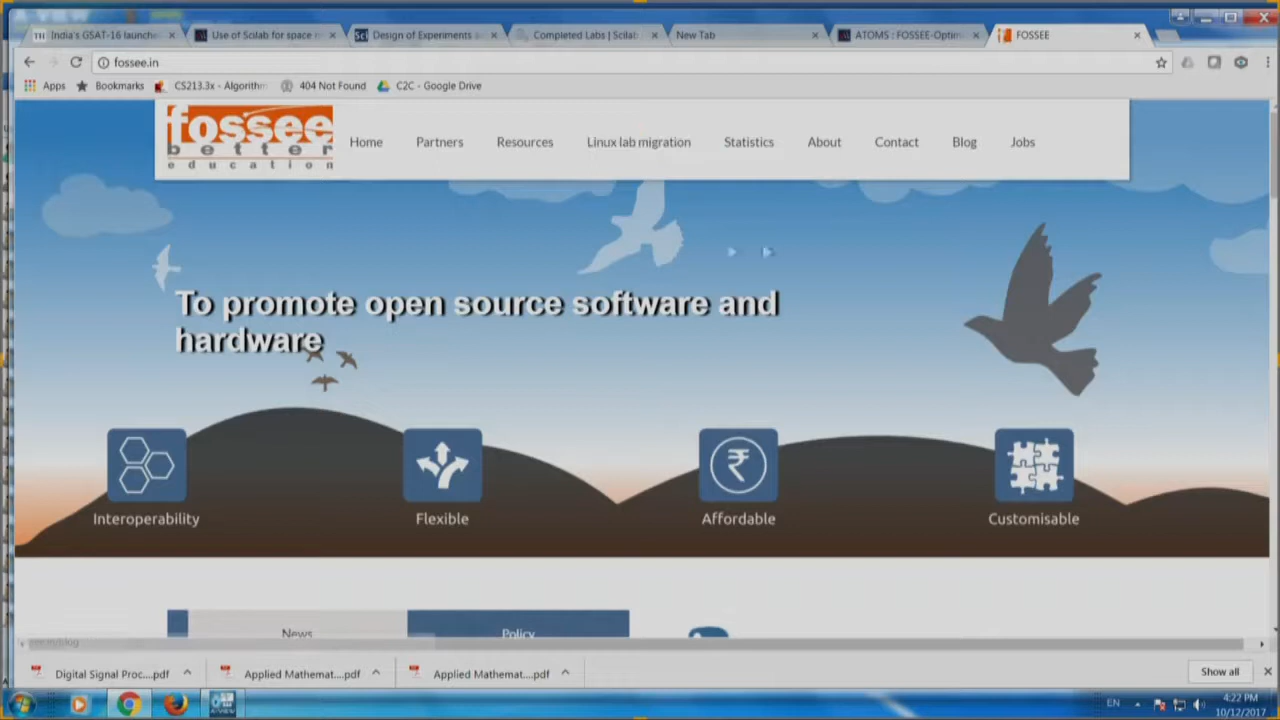 India's GSAT-16 launche
Use of Scilab for space
Design of Experiments
Completed Labs | Scilab
New Tab
ATOMS : FOSSEE-Optim
FOSSEE
fossee.in
Apps
Bookmarks
CS213.3x - Algorithm
404 Not Found
C2C - Google Drive
fossee
better
education
Home
Partners
Resources
Linux lab migration
Statistics
About
Contact
Blog
Jobs
To promote open source software and
hardware
Interoperability
Flexible
Affordable
Customisable
News
Policy
Digital Signal Proc....pdf
Applied Mathemat....pdf
Applied Mathemat....pdf
Show all
EN
4:22 PM
10/12/2017